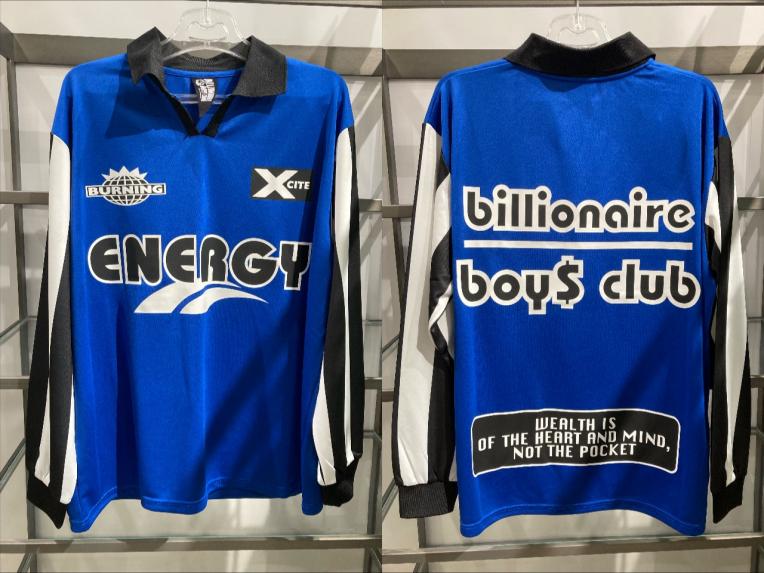 BURNING
XCITE
ENERGY
billionaire
boy$ club
WEALTH IS
OF THE HEART AND MIND,
NOT THE POCKET